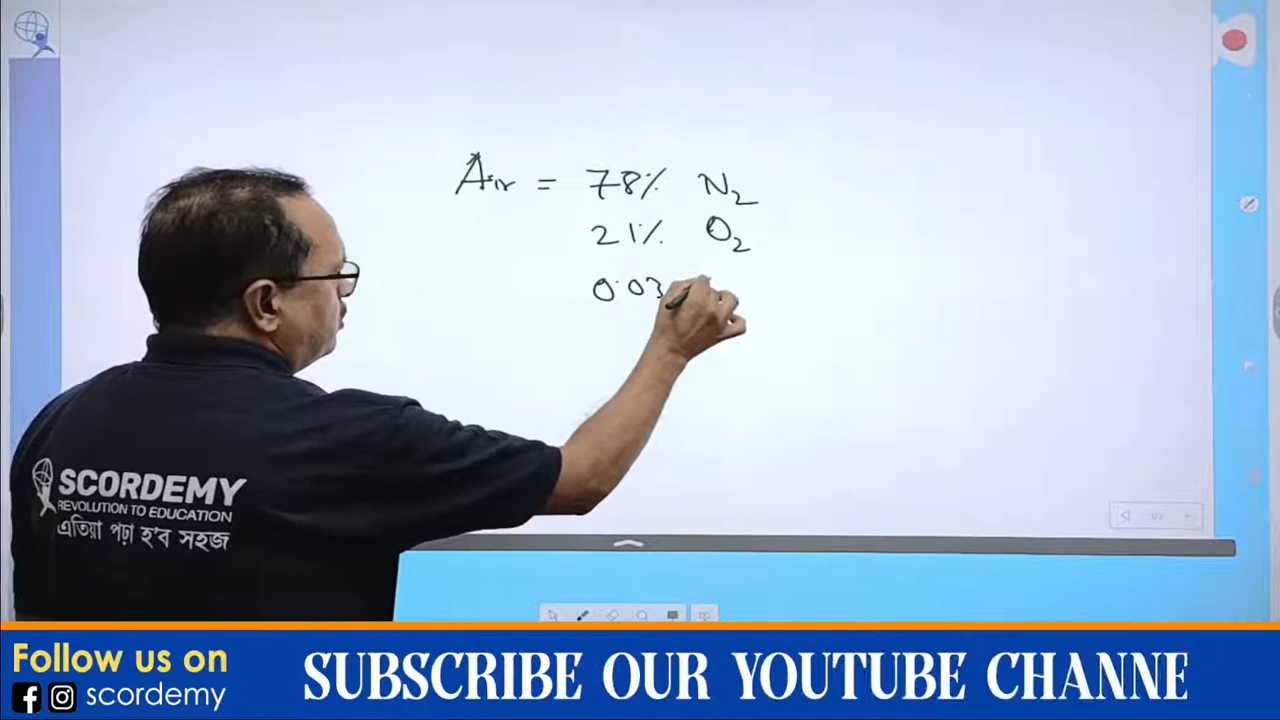 Air = 78% N2
21% O2
0.03
SCORDEMY
REVOLUTION TO EDUCATION
এতিয়া পঢ়া হ'ব সহজ
Follow us on
scordemy
SUBSCRIBE OUR YOUTUBE CHANNE